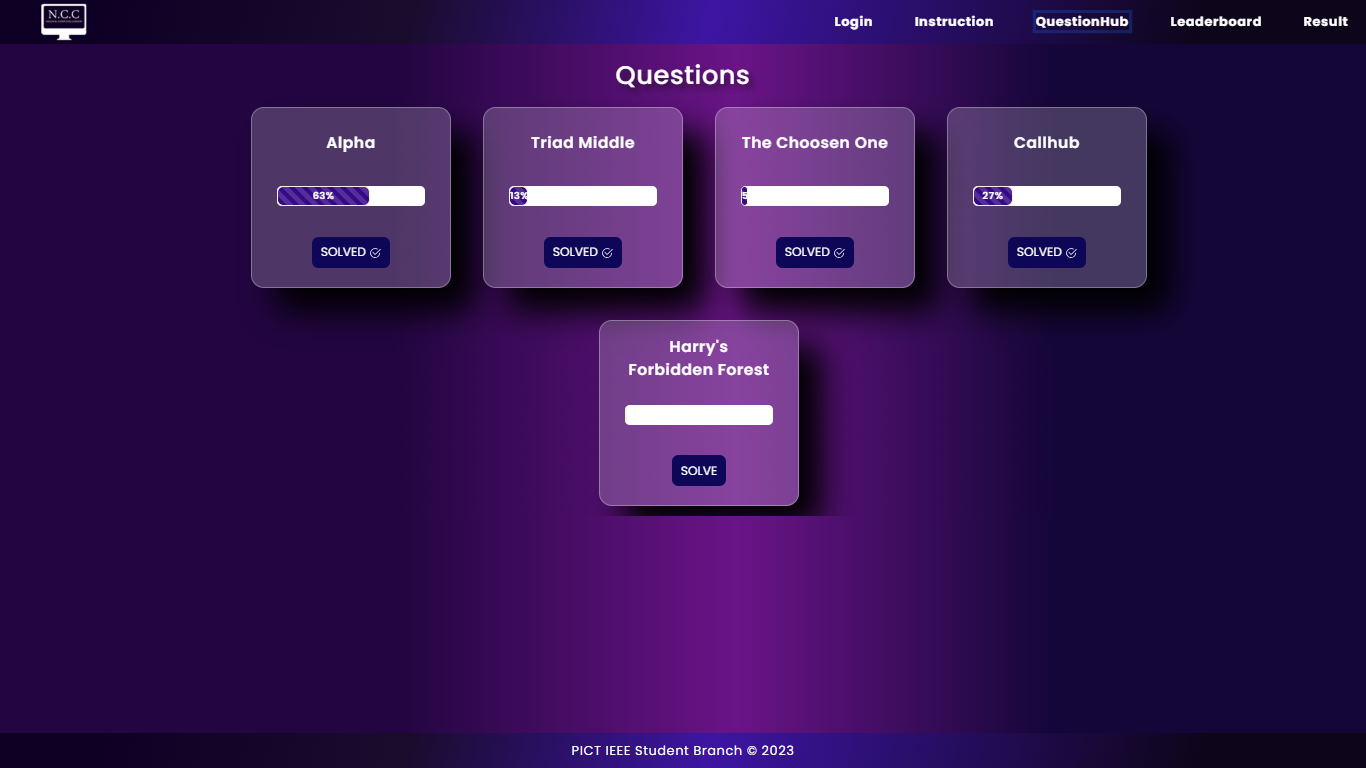 N.C.C
Login Instruction QuestionHub Leaderboard Result
Questions
Alpha
63%
SOLVED
Triad Middle
13%
SOLVED
The Choosen One
5
SOLVED
Callhub
27%
SOLVED
Harry's
Forbidden Forest
SOLVE
PICT IEEE Student Branch © 2023